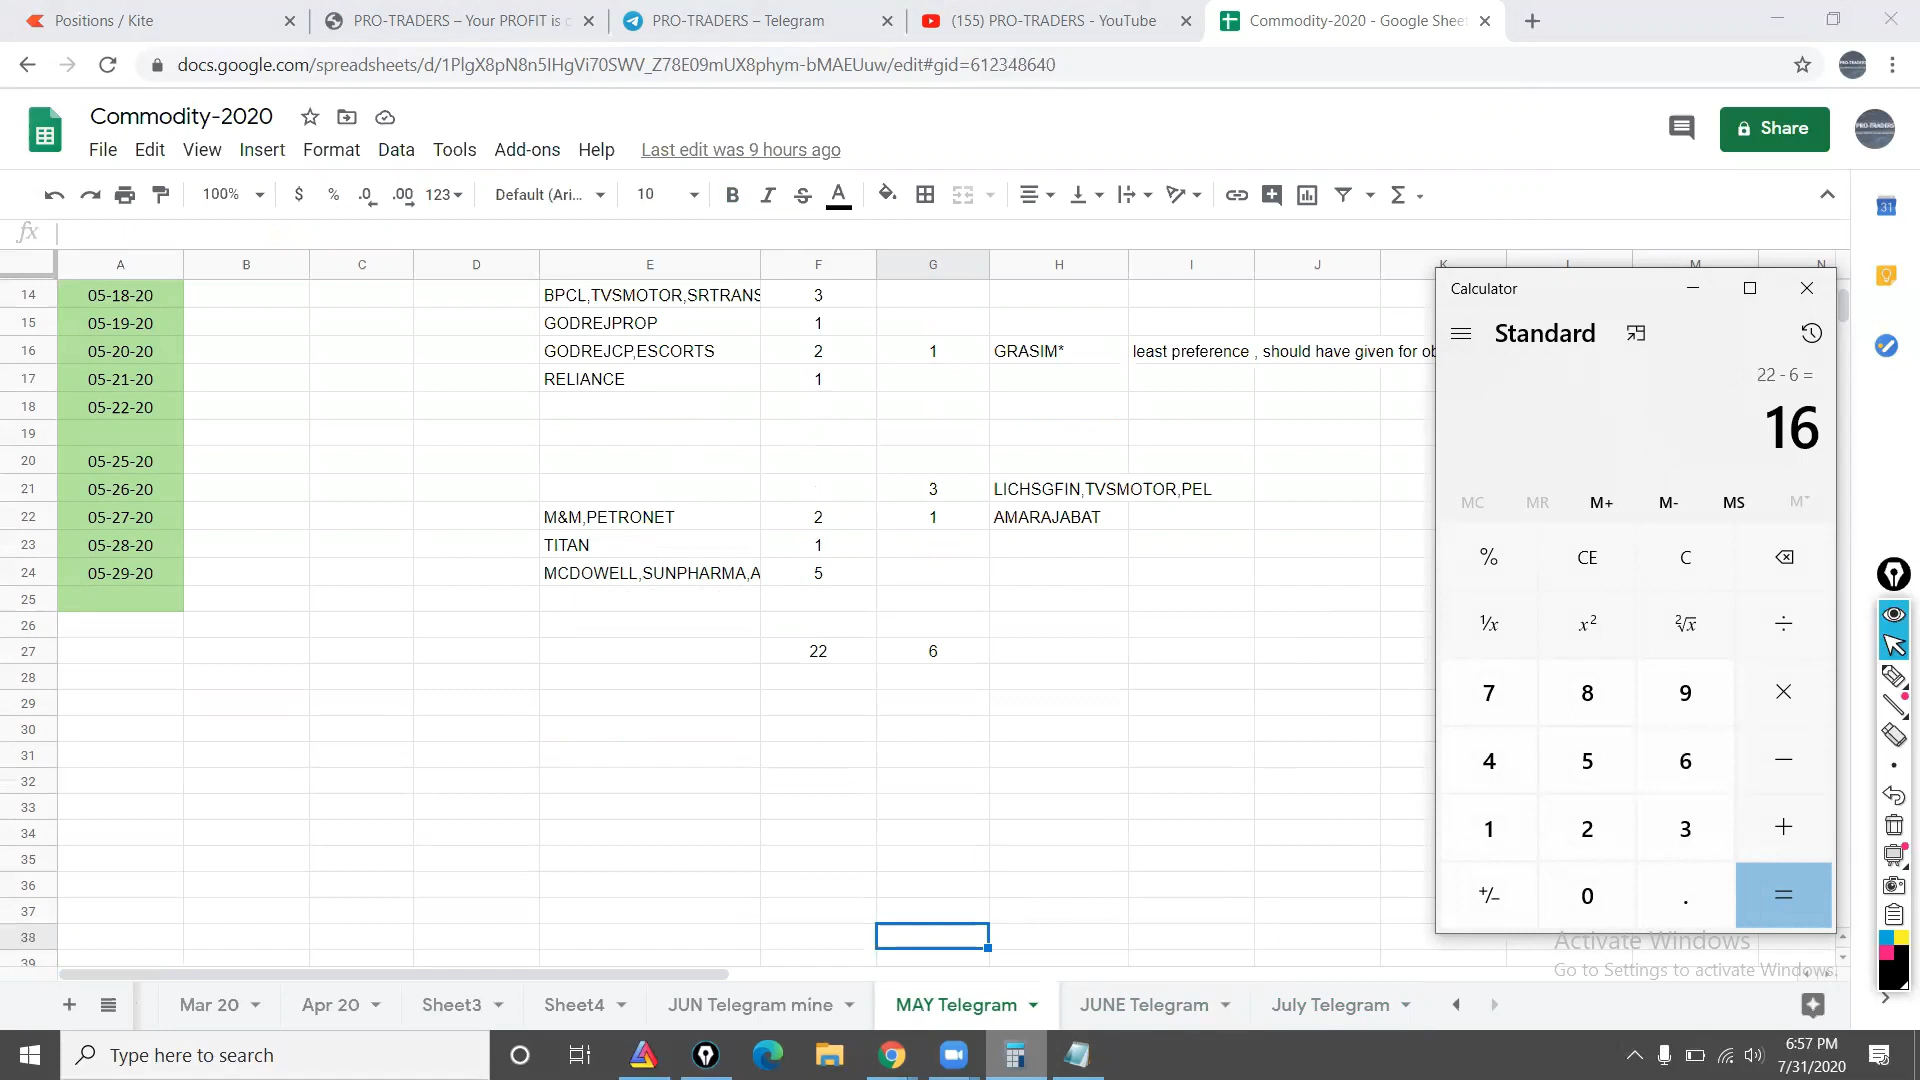 Positions / Kite
PRO-TRADERS – Your PROFIT is
PRO-TRADERS – Telegram
(155) PRO-TRADERS - YouTube
Commodity-2020 - Google Sheet
docs.google.com/spreadsheets/d/1PlgX8pN8n5IHgVi70SWV_Z78E09mUX8phym-bMAEUuw/edit#gid=612348640
Commodity-2020
Share
File Edit View Insert Format Data Tools Add-ons Help Last edit was 9 hours ago
100% $ % .0 .00 123 Default (Ari... 10 B I S A Σ
fx
31
A B C D E F G H I J K L M N
14 05-18-20 BPCL,TVSMOTOR,SRTRANS 3
15 05-19-20 GODREJPROP 1
16 05-20-20 GODREJCP,ESCORTS 2 1 GRASIM* least preference , should have given for ob
17 05-21-20 RELIANCE 1
18 05-22-20
19
20 05-25-20
21 05-26-20 3 LICHSGFIN,TVSMOTOR,PEL
22 05-27-20 M&M,PETRONET 2 1 AMARAJABAT
23 05-28-20 TITAN 1
24 05-29-20 MCDOWELL,SUNPHARMA,A 5
25
26
27 22 6
28
29
30
31
32
33
34
35
36
37
38
39
Calculator
Standard
22 - 6 =
16
MC MR M+ M- MS M
% CE C
¹/x x² ²√x ÷
7 8 9 ×
4 5 6 −
1 2 3 +
+/− 0 . =
Activate Windows
Go to Settings to activate Windows.
Mar 20 Apr 20 Sheet3 Sheet4 JUN Telegram mine MAY Telegram JUNE Telegram July Telegram
Type here to search
6:57 PM
7/31/2020